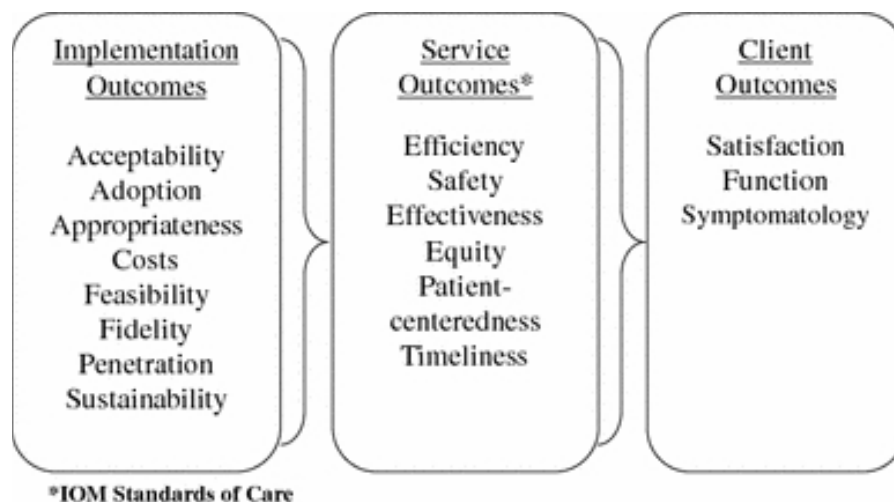 Implementation
Outcomes
Acceptability
Adoption
Appropriateness
Costs
Feasibility
Fidelity
Penetration
Sustainability
Service
Outcomes*
Efficiency
Safety
Effectiveness
Equity
Patient-
centeredness
Timeliness
Client
Outcomes
Satisfaction
Function
Symptomatology
*IOM Standards of Care